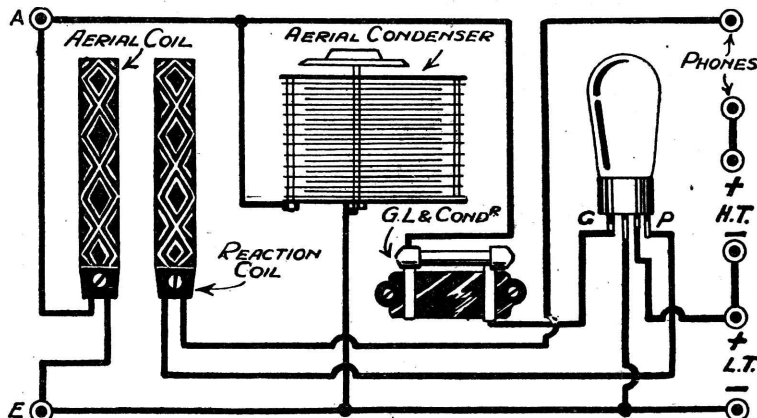 A
AERIAL COIL
AERIAL CONDENSER
PHONES
G.L & CONDR.
G
P
+
H.T.
−
REACTION
COIL
+
L.T.
−
E